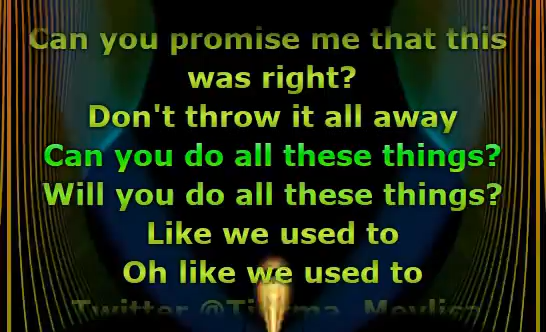 Can you promise me that this
was right?
Don't throw it all away
Can you do all these things?
Will you do all these things?
Like we used to
Oh like we used to
Twitter